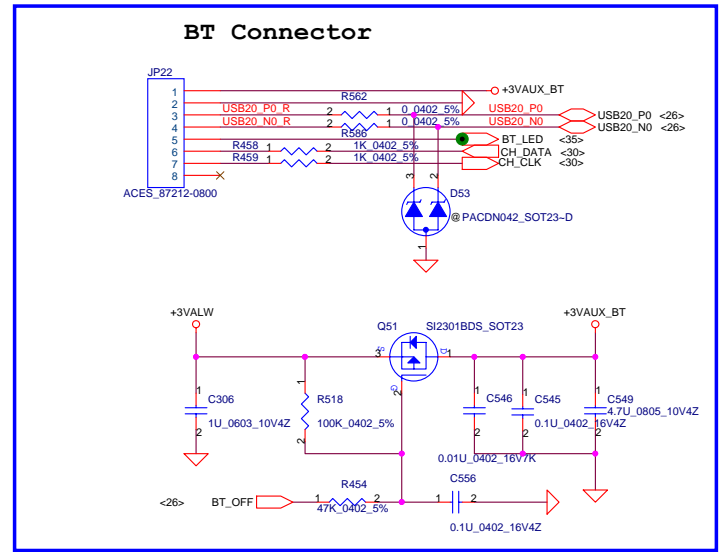 BT Connector
JP22
1
2
3
4
5
6
7
8
ACES_87212-0800
+3VAUX_BT
R562
USB20_P0_R 2 1 0_0402_5% USB20_P0 USB20_P0 <26>
USB20_N0_R 2 1 0_0402_5% USB20_N0 USB20_N0 <26>
R586
BT_LED <35>
R458 1 2 1K_0402_5% CH_DATA <30>
R459 1 2 1K_0402_5% CH_CLK <30>
3 2
D53
@PACDN042_SOT23~D
1
+3VALW
Q51 SI2301BDS_SOT23
+3VAUX_BT
3 S D 1
G
2
1
C306
1U_0603_10V4Z
2
1
R518
100K_0402_5%
2
1
C546
2
0.01U_0402_16V7K
1
C545
0.1U_0402_16V4Z
2
1
C549
4.7U_0805_10V4Z
2
<26> BT_OFF
R454
1 2
47K_0402_5%
C556
1 2
0.1U_0402_16V4Z